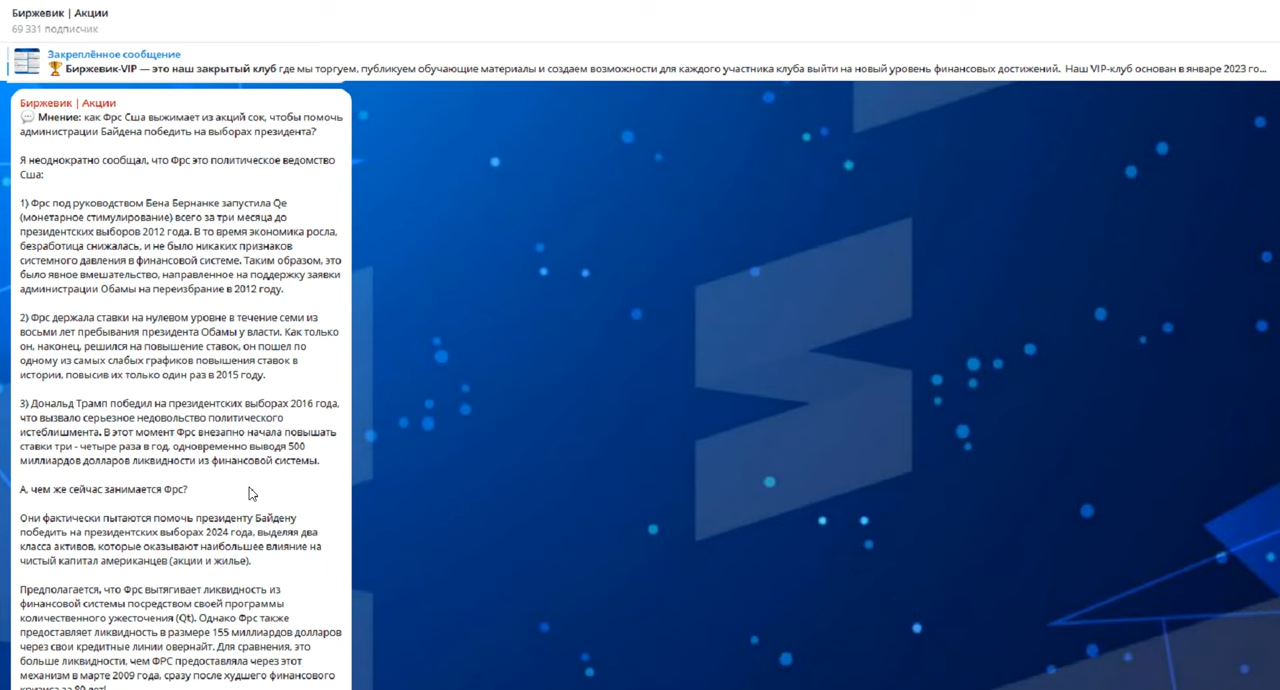 Биржевик | Акции
69 331 подписчик
Закреплённое сообщение
🏆 Биржевик-VIP — это наш закрытый клуб где мы торгуем, публикуем обучающие материалы и создаем возможности для каждого участника клуба выйти на новый уровень финансовых достижений. Наш VIP-клуб основан в январе 2023 го...
Биржевик | Акции
💬 Мнение: как Фрс Сша выжимает из акций сок, чтобы помочь
администрации Байдена победить на выборах президента?
Я неоднократно сообщал, что Фрс это политическое ведомство
Сша:
1) Фрс под руководством Бена Бернанке запустила Qe
(монетарное стимулирование) всего за три месяца до
президентских выборов 2012 года. В то время экономика росла,
безработица снижалась, и не было никаких признаков
системного давления в финансовой системе. Таким образом, это
было явное вмешательство, направленное на поддержку заявки
администрации Обамы на переизбрание в 2012 году.
2) Фрс держала ставки на нулевом уровне в течение семи из
восьми лет пребывания президента Обамы у власти. Как только
он, наконец, решился на повышение ставок, он пошел по
одному из самых слабых графиков повышения ставок в
истории, повысив их только один раз в 2015 году.
3) Дональд Трамп победил на президентских выборах 2016 года,
что вызвало серьезное недовольство политического
истеблишмента. В этот момент Фрс внезапно начала повышать
ставки три - четыре раза в год, одновременно выводя 500
миллиардов долларов ликвидности из финансовой системы.
А, чем же сейчас занимается Фрс?
Они фактически пытаются помочь президенту Байдену
победить на президентских выборах 2024 года, выделяя два
класса активов, которые оказывают наибольшее влияние на
чистый капитал американцев (акции и жилье).
Предполагается, что Фрс вытягивает ликвидность из
финансовой системы посредством своей программы
количественного ужесточения (Qt). Однако Фрс также
предоставляет ликвидность в размере 155 миллиардов долларов
через свои кредитные линии овернайт. Для сравнения, это
больше ликвидности, чем ФРС предоставляла через этот
механизм в марте 2009 года, сразу после худшего финансового
кризиса за 80 лет!